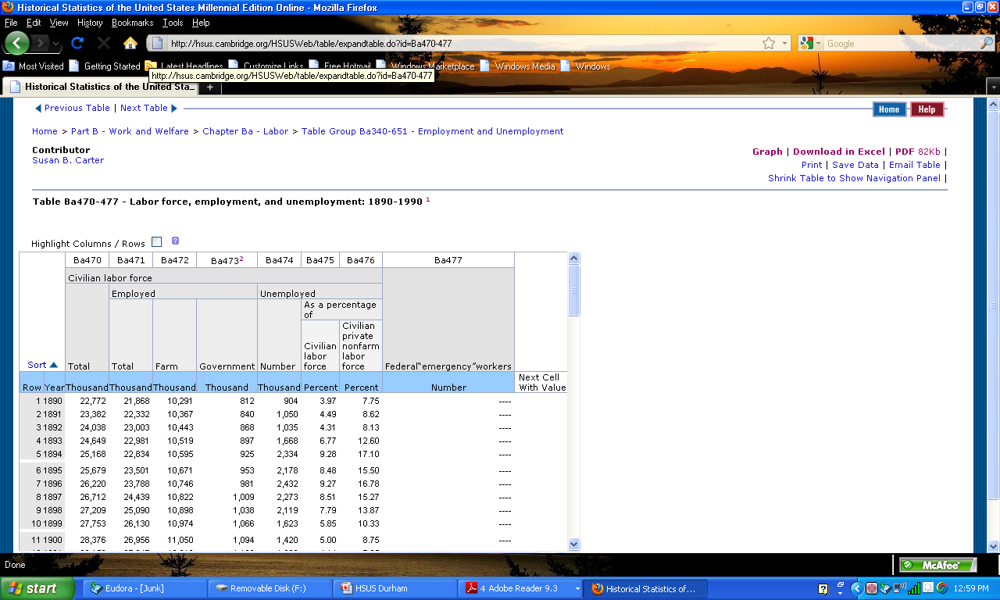 Historical Statistics of the United States Millennial Edition Online - Mozilla Firefox
File Edit View History Bookmarks Tools Help
http://hsus.cambridge.org/HSUSWeb/table/expandtable.do?id=Ba470-477
Google
Most Visited Getting Started Latest Headlines Customize Links Free Hotmail Windows Marketplace Windows Media Windows
http://hsus.cambridge.org/HSUSWeb/table/expandtable.do?id=Ba470-477
Historical Statistics of the United Sta...
Previous Table | Next Table
Home Help
Home > Part B - Work and Welfare > Chapter Ba - Labor > Table Group Ba340-651 - Employment and Unemployment
Contributor
Susan B. Carter
Graph | Download in Excel | PDF 82Kb |
Print | Save Data | Email Table |
Shrink Table to Show Navigation Panel |
Table Ba470-477 - Labor force, employment, and unemployment: 1890-1990 1
Highlight Columns / Rows ?
Ba470 Ba471 Ba472 Ba473 2 Ba474 Ba475 Ba476 Ba477
Civilian labor force
Employed Unemployed
As a percentage
of
Civilian labor force
Civilian private nonfarm labor force
Sort Total Total Farm Government Number Federal"emergency"workers
Row Year Thousand Thousand Thousand Thousand Thousand Percent Percent Number Next Cell With Value
1 1890 22,772 21,868 10,291 812 904 3.97 7.75 ----
2 1891 23,382 22,332 10,367 840 1,050 4.49 8.62 ----
3 1892 24,038 23,003 10,443 868 1,035 4.31 8.13 ----
4 1893 24,649 22,981 10,519 897 1,668 6.77 12.60 ----
5 1894 25,168 22,834 10,595 925 2,334 9.28 17.10 ----
6 1895 25,679 23,501 10,671 953 2,178 8.48 15.50 ----
7 1896 26,220 23,788 10,746 981 2,432 9.27 16.78 ----
8 1897 26,712 24,439 10,822 1,009 2,273 8.51 15.27 ----
9 1898 27,209 25,090 10,898 1,038 2,119 7.79 13.87 ----
10 1899 27,753 26,130 10,974 1,066 1,623 5.85 10.33 ----
11 1900 28,376 26,956 11,050 1,094 1,420 5.00 8.75 ----
Done
McAfee
start Eudora - [Junk] Removable Disk (F:) HSUS Durham 4 Adobe Reader 9.3 Historical Statistics of... 12:59 PM